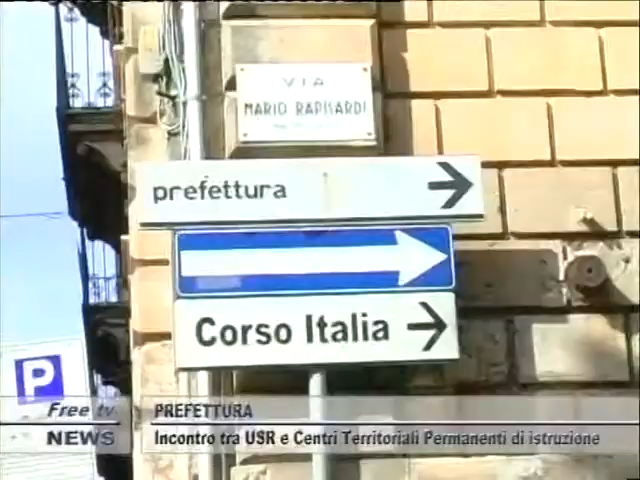 VIA
MARIO RAPISARDI
prefettura
Corso Italia
P
Free tv
NEWS
PREFETTURA
Incontro tra USR e Centri Territoriali Permanenti di istruzione